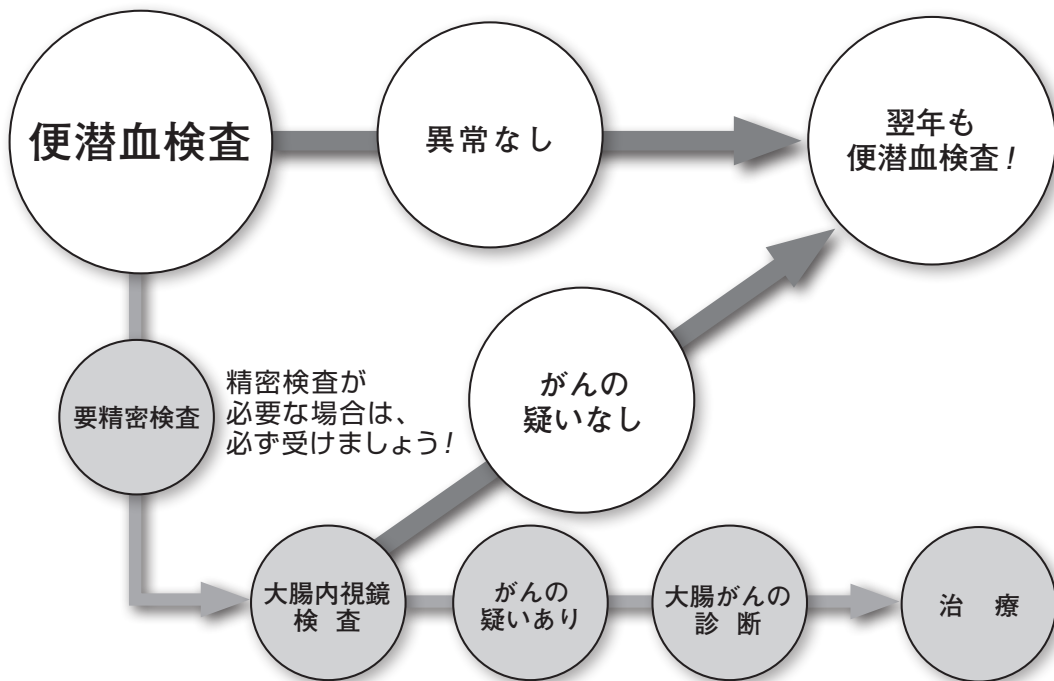 便潜血検査
異常なし
翌年も
便潜血検査！
要精密検査
精密検査が
必要な場合は、
必ず受けましょう！
がんの
疑いなし
大腸内視鏡
検 査
がんの
疑いあり
大腸がんの
診 断
治 療